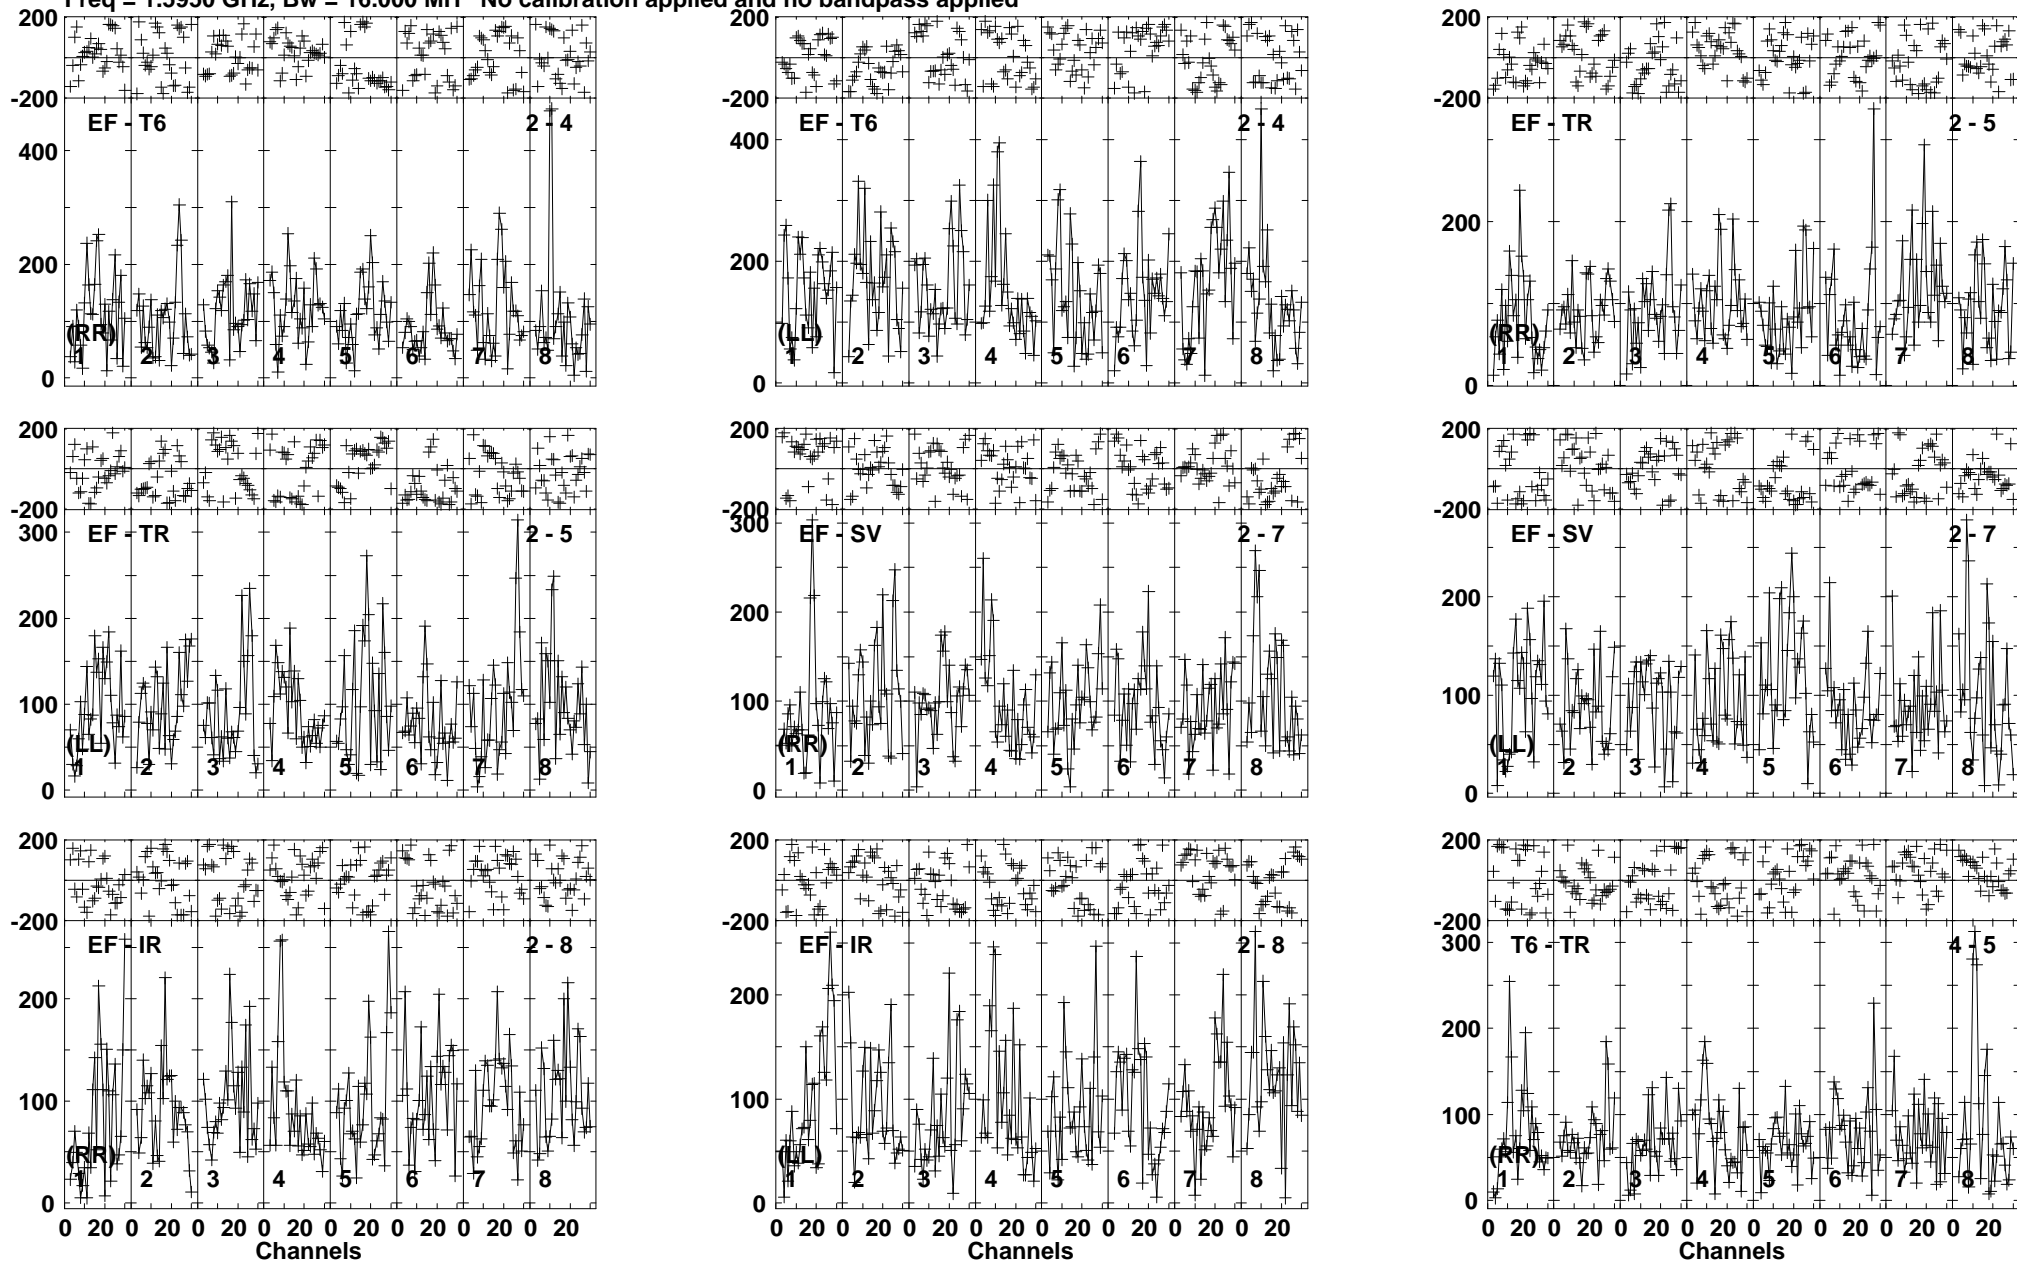 Freq = 1.5950 GHz, Bw = 16.000 MH No calibration applied and no bandpass applied
200 200 200
-200 -200 -200
EF - T6 2 - 4 EF - T6 2 - 4 EF - TR 2 - 5
400 400
200 200 200
(RR) (LL) (RR)
1 2 3 4 5 6 7 8 1 2 3 4 5 6 7 8 1 2 3 4 5 6 7 8
0 0 0
200 200 200
-200 -200 -200
300 300
EF - TR 2 - 5 EF - SV 2 - 7 EF - SV 2 - 7
200 200 200
100 100 100
(LL) (RR) (LL)
1 2 3 4 5 6 7 8 1 2 3 4 5 6 7 8 1 2 3 4 5 6 7 8
0 0 0
200 200 200
-200 -200 -200
EF - IR 2 - 8 EF - IR 2 - 8 T6 - TR 4 - 5
300
200 200 200
100 100 100
(RR) (LL) (RR)
1 2 3 4 5 6 7 8 1 2 3 4 5 6 7 8 1 2 3 4 5 6 7 8
0 0 0
0 20 0 20 0 20 0 20 0 20 0 20 0 20 0 20 0 20 0 20 0 20 0 20 0 20 0 20 0 20 0 20 0 20 0 20 0 20 0 20 0 20 0 20 0 20 0 20
Channels Channels Channels